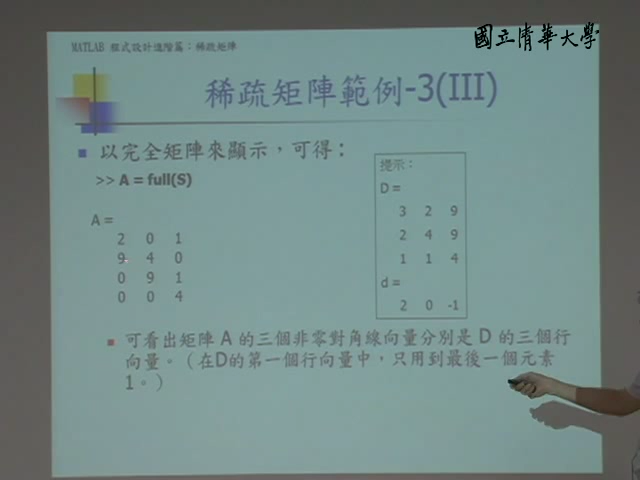 國立清華大學
MATLAB 程式設計進階篇：稀疏矩陣
稀疏矩陣範例-3(III)
以完全矩陣來顯示，可得：
>> A = full(S)
A =
2 0 1
9 4 0
0 9 1
0 0 4
提示：
D =
3 2 9
2 4 9
1 1 4
d =
2 0 -1
可看出矩陣 A 的三個非零對角線向量分別是 D 的三個行
向量。（在D的第一個行向量中，只用到最後一個元素
1。）